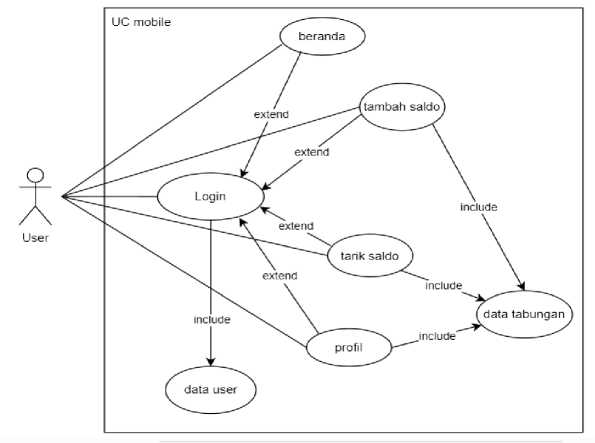 UC mobile
beranda
extend
tambah saldo
extend
Login
include
extend
User
tarik saldo
extend
include
data tabungan
include
include
profil
data user